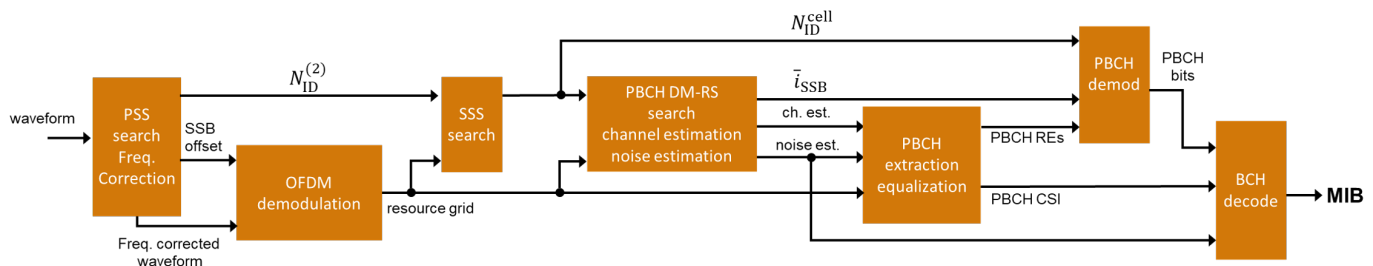 waveform
PSS
search
Freq.
Correction
N_ID^(2)
SSB
offset
Freq. corrected
waveform
OFDM
demodulation
resource grid
SSS
search
N_ID^cell
PBCH DM-RS
search
channel estimation
noise estimation
i̅_SSB
ch. est.
noise est.
PBCH
extraction
equalization
PBCH REs
PBCH CSI
PBCH
demod
PBCH
bits
BCH
decode
MIB